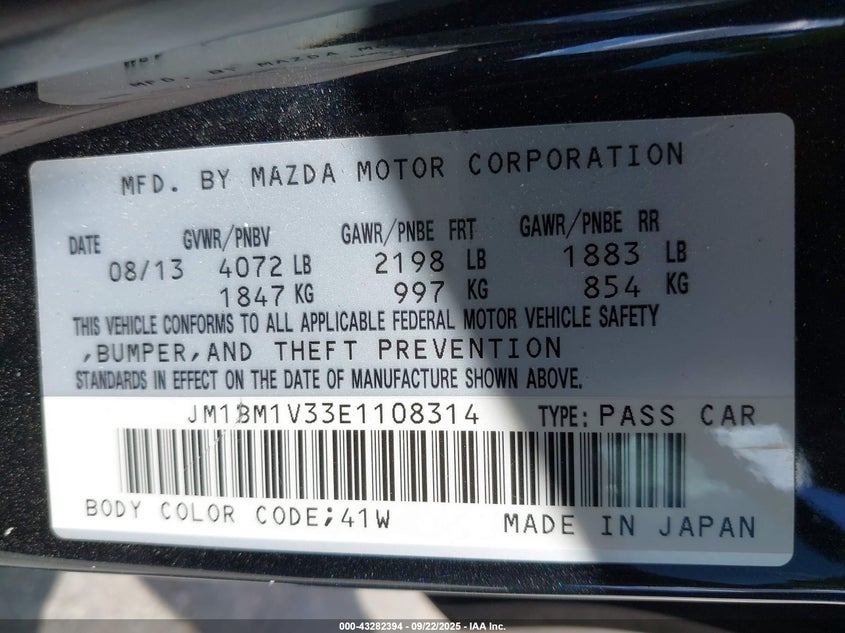 MFD. BY MAZDA MOTOR CORPORATION
DATE GVWR/PNBV GAWR/PNBE FRT GAWR/PNBE RR
08/13 4072 LB 2198 LB 1883 LB
1847 KG 997 KG 854 KG
THIS VEHICLE CONFORMS TO ALL APPLICABLE FEDERAL MOTOR VEHICLE SAFETY
,BUMPER,AND THEFT PREVENTION
STANDARDS IN EFFECT ON THE DATE OF MANUFACTURE SHOWN ABOVE.
JM1BM1V33E1108314 TYPE: PASS CAR
BODY COLOR CODE;41W MADE IN JAPAN
000-43282394 - 09/22/2025 - IAA Inc.